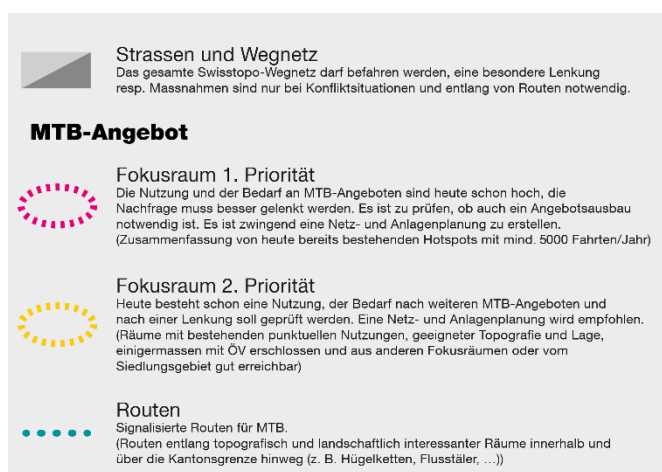 Strassen und Wegnetz
Das gesamte Swisstopo-Wegnetz darf befahren werden, eine besondere Lenkung
resp. Massnahmen sind nur bei Konfliktsituationen und entlang von Routen notwendig.
MTB-Angebot
Fokusraum 1. Priorität
Die Nutzung und der Bedarf an MTB-Angeboten sind heute schon hoch, die
Nachfrage muss besser gelenkt werden. Es ist zu prüfen, ob auch ein Angebotsausbau
notwendig ist. Es ist zwingend eine Netz- und Anlagenplanung zu erstellen.
(Zusammenfassung von heute bereits bestehenden Hotspots mit mind. 5000 Fahrten/Jahr)
Fokusraum 2. Priorität
Heute besteht schon eine Nutzung, der Bedarf nach weiteren MTB-Angeboten und
nach einer Lenkung soll geprüft werden. Eine Netz- und Anlagenplanung wird empfohlen.
(Räume mit bestehenden punktuellen Nutzungen, geeigneter Topografie und Lage,
einigermassen mit ÖV erschlossen und aus anderen Fokusräumen oder vom
Siedlungsgebiet gut erreichbar)
Routen
Signalisierte Routen für MTB.
(Routen entlang topografisch und landschaftlich interessanter Räume innerhalb und
über die Kantonsgrenze hinweg (z. B. Hügelketten, Flusstäler, ...))